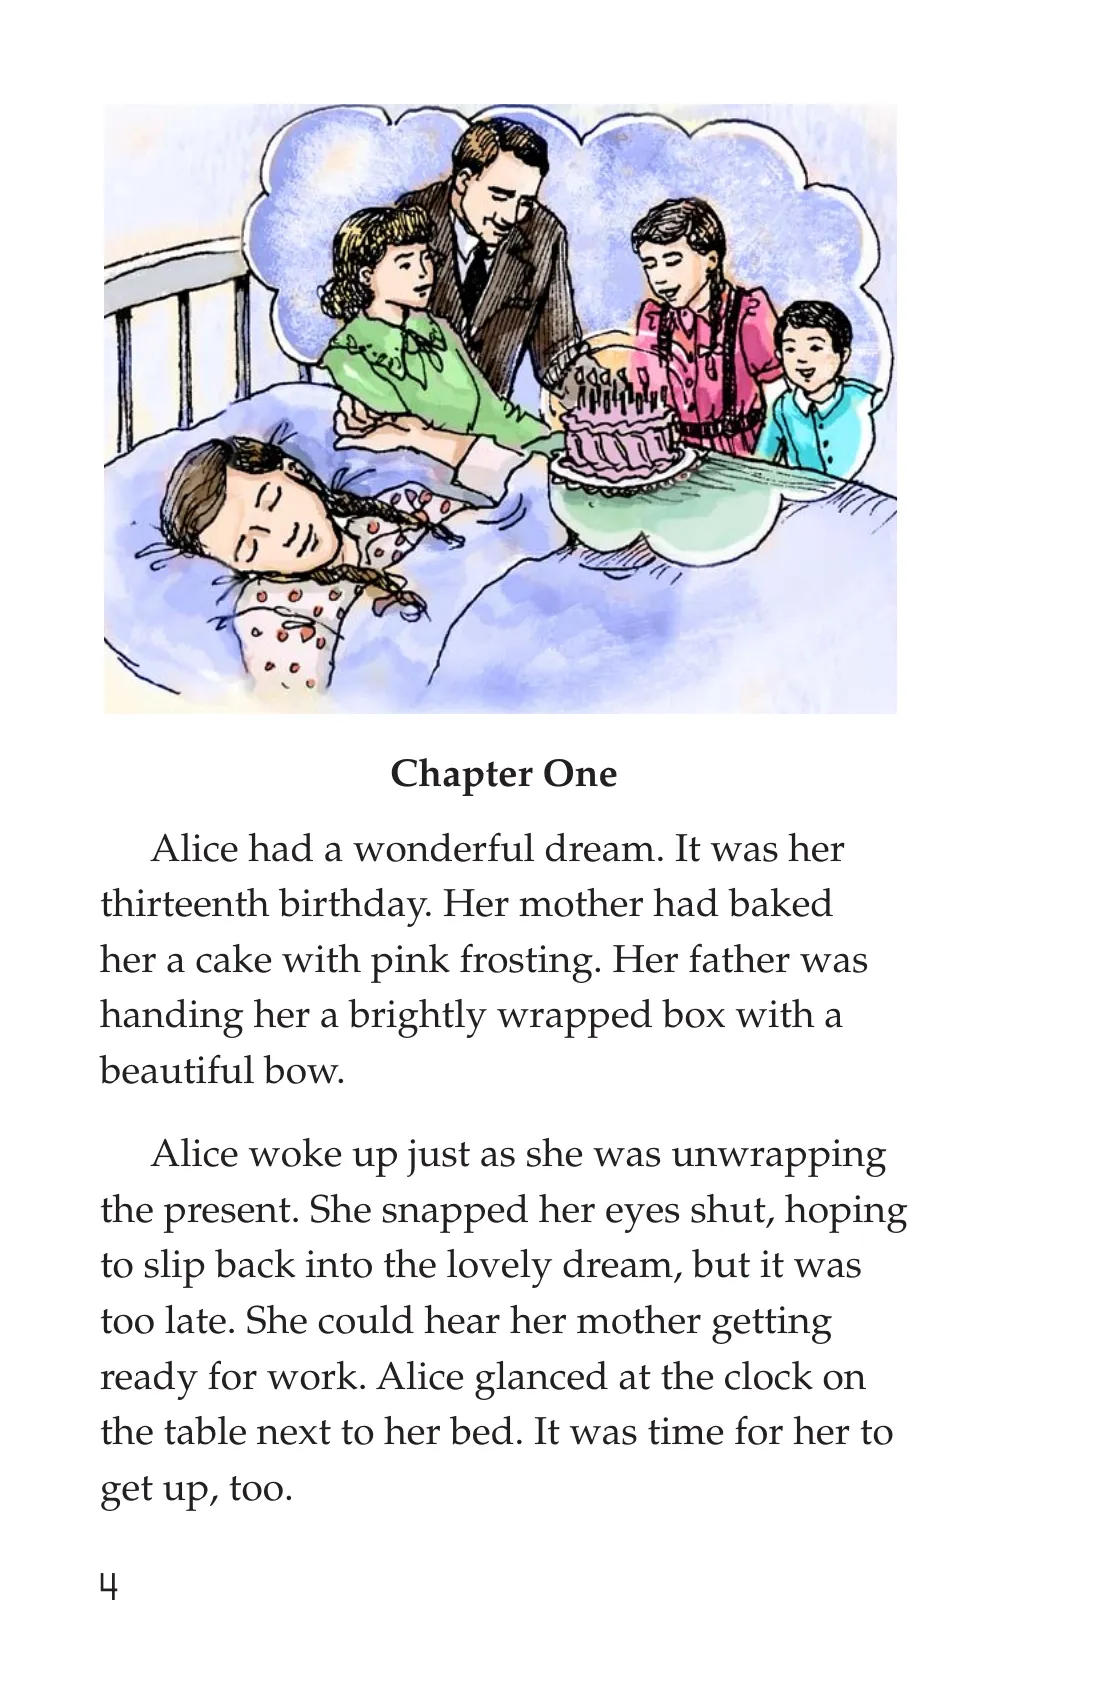 Chapter One
Alice had a wonderful dream. It was her
thirteenth birthday. Her mother had baked
her a cake with pink frosting. Her father was
handing her a brightly wrapped box with a
beautiful bow.
Alice woke up just as she was unwrapping
the present. She snapped her eyes shut, hoping
to slip back into the lovely dream, but it was
too late. She could hear her mother getting
ready for work. Alice glanced at the clock on
the table next to her bed. It was time for her to
get up, too.
4